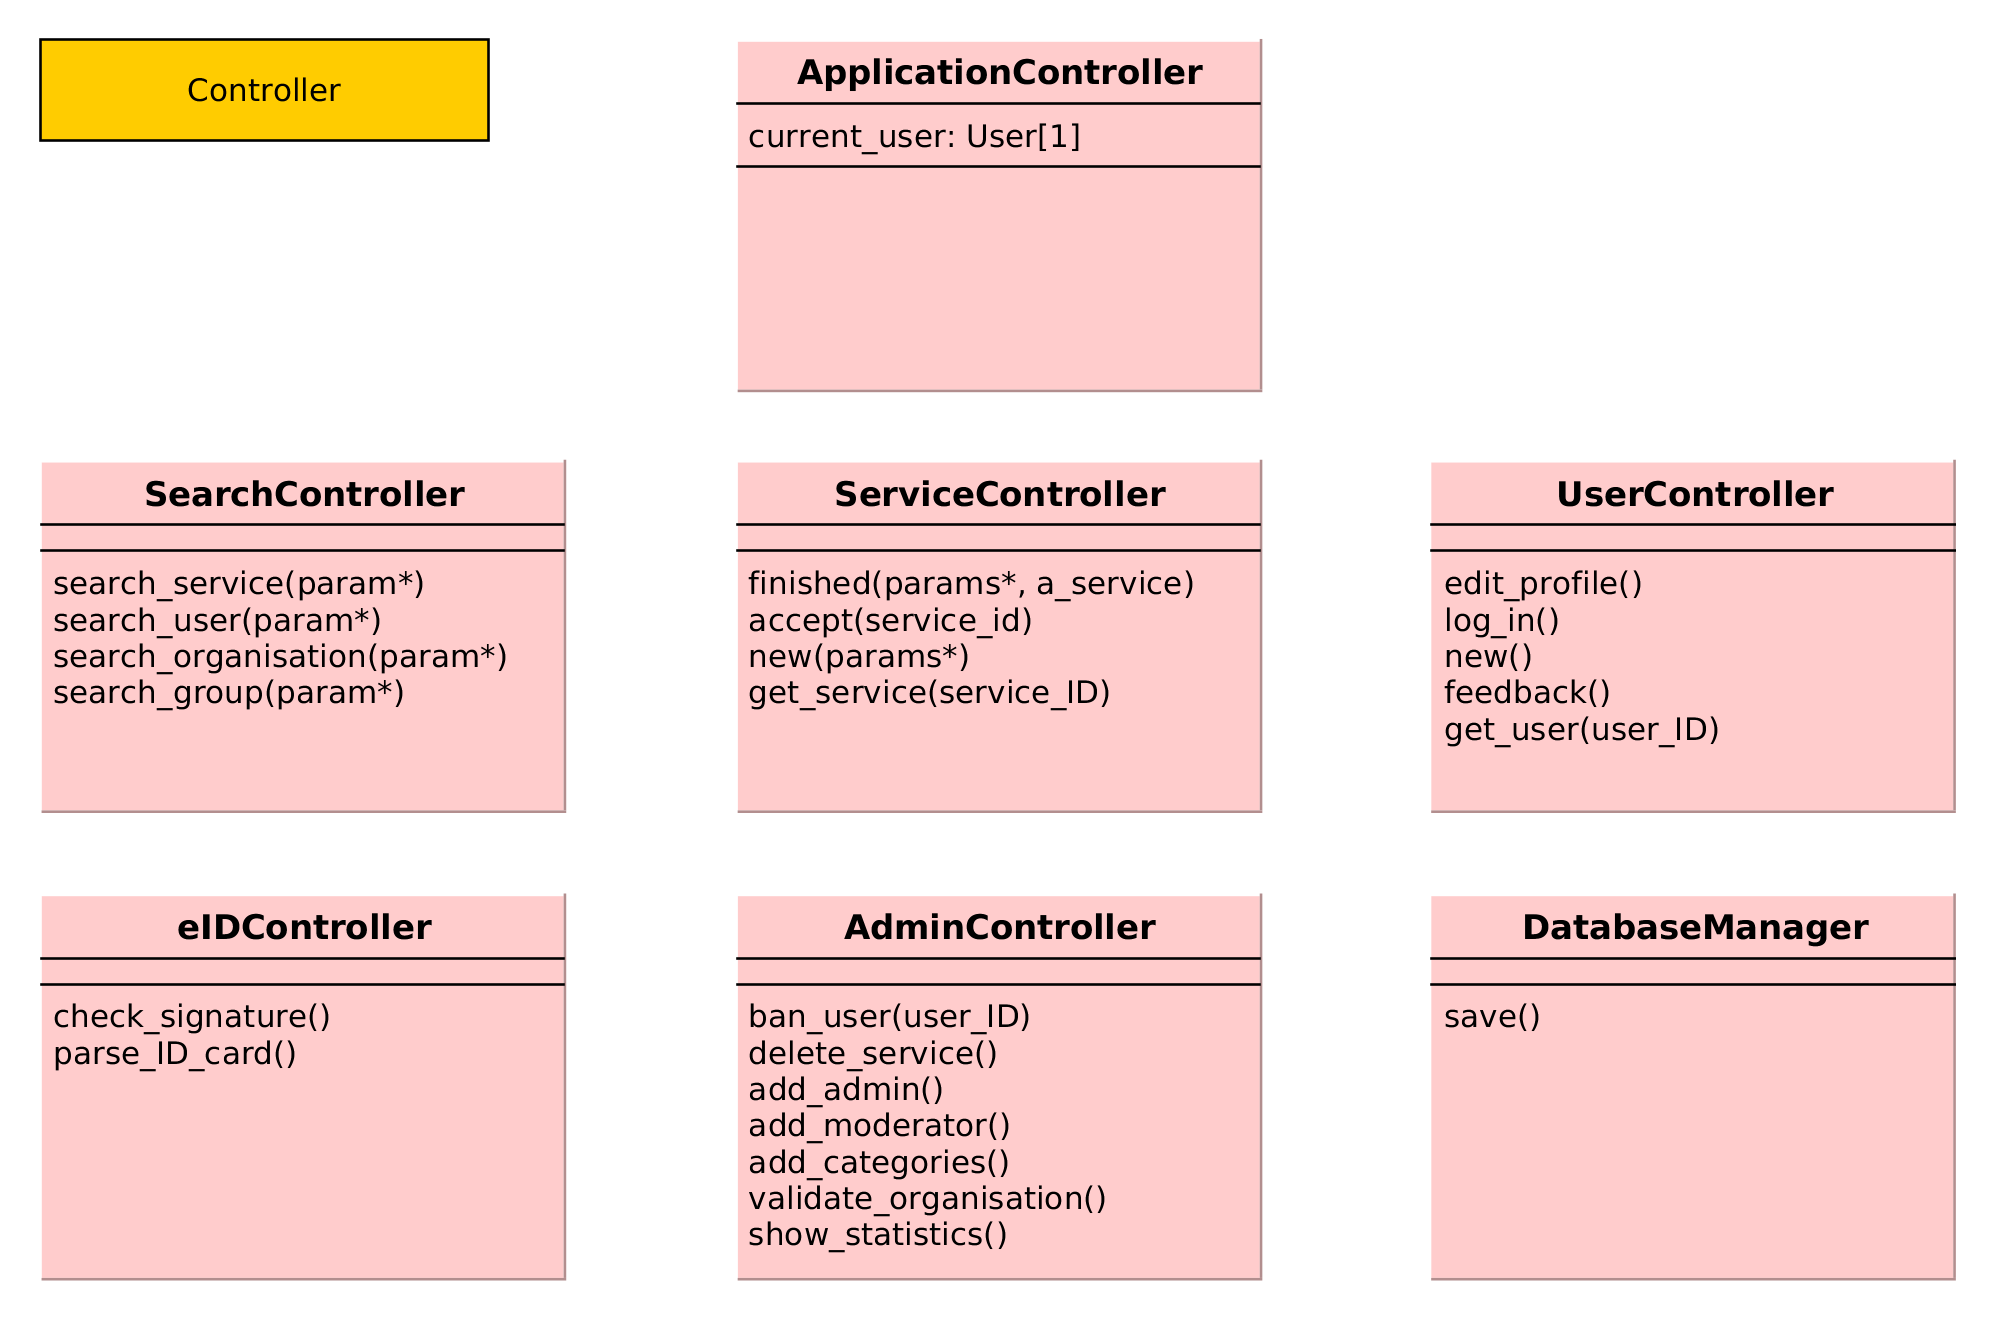 Controller
ApplicationController
current_user: User[1]
SearchController
search_service(param*)
search_user(param*)
search_organisation(param*)
search_group(param*)
ServiceController
finished(params*, a_service)
accept(service_id)
new(params*)
get_service(service_ID)
UserController
edit_profile()
log_in()
new()
feedback()
get_user(user_ID)
eIDController
check_signature()
parse_ID_card()
AdminController
ban_user(user_ID)
delete_service()
add_admin()
add_moderator()
add_categories()
validate_organisation()
show_statistics()
DatabaseManager
save()